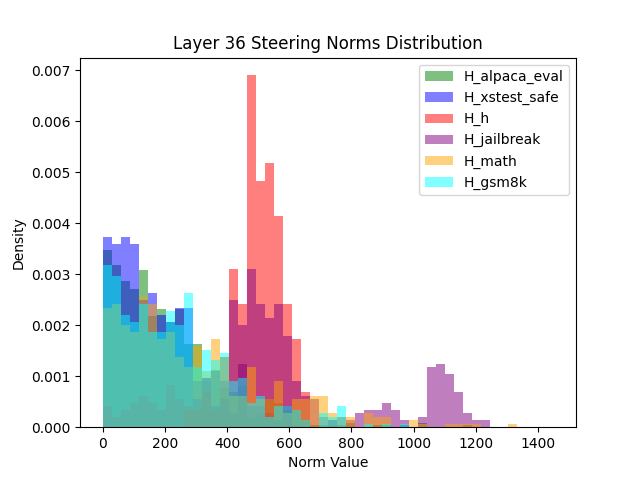 Layer 36 Steering Norms Distribution
H_alpaca_eval
H_xstest_safe
H_h
H_jailbreak
H_math
H_gsm8k
0.007
0.006
0.005
0.004
0.003
0.002
0.001
0.000
Density
0 200 400 600 800 1000 1200 1400
Norm Value